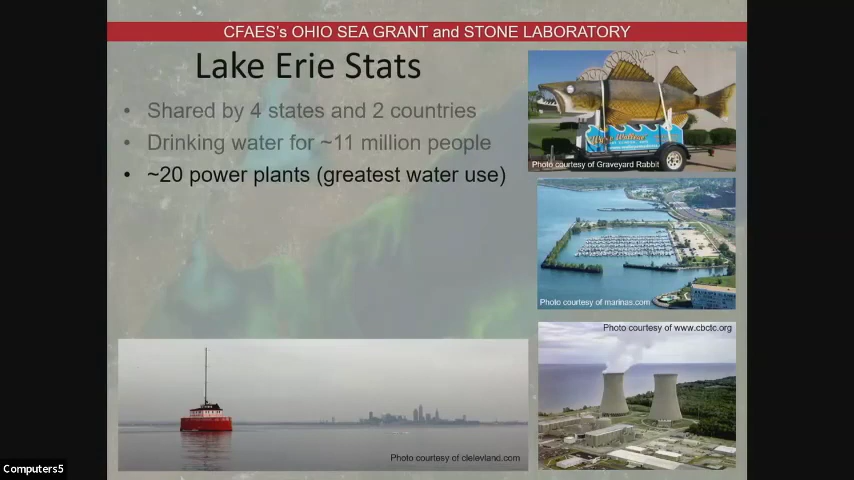 CFAES's OHIO SEA GRANT and STONE LABORATORY
Lake Erie Stats
• Shared by 4 states and 2 countries
• Drinking water for ~11 million people
• ~20 power plants (greatest water use)
Photo courtesy of Graveyard Rabbit
Photo courtesy of marinas.com
Photo courtesy of www.cbctc.org
Photo courtesy of clelevland.com
Computers5